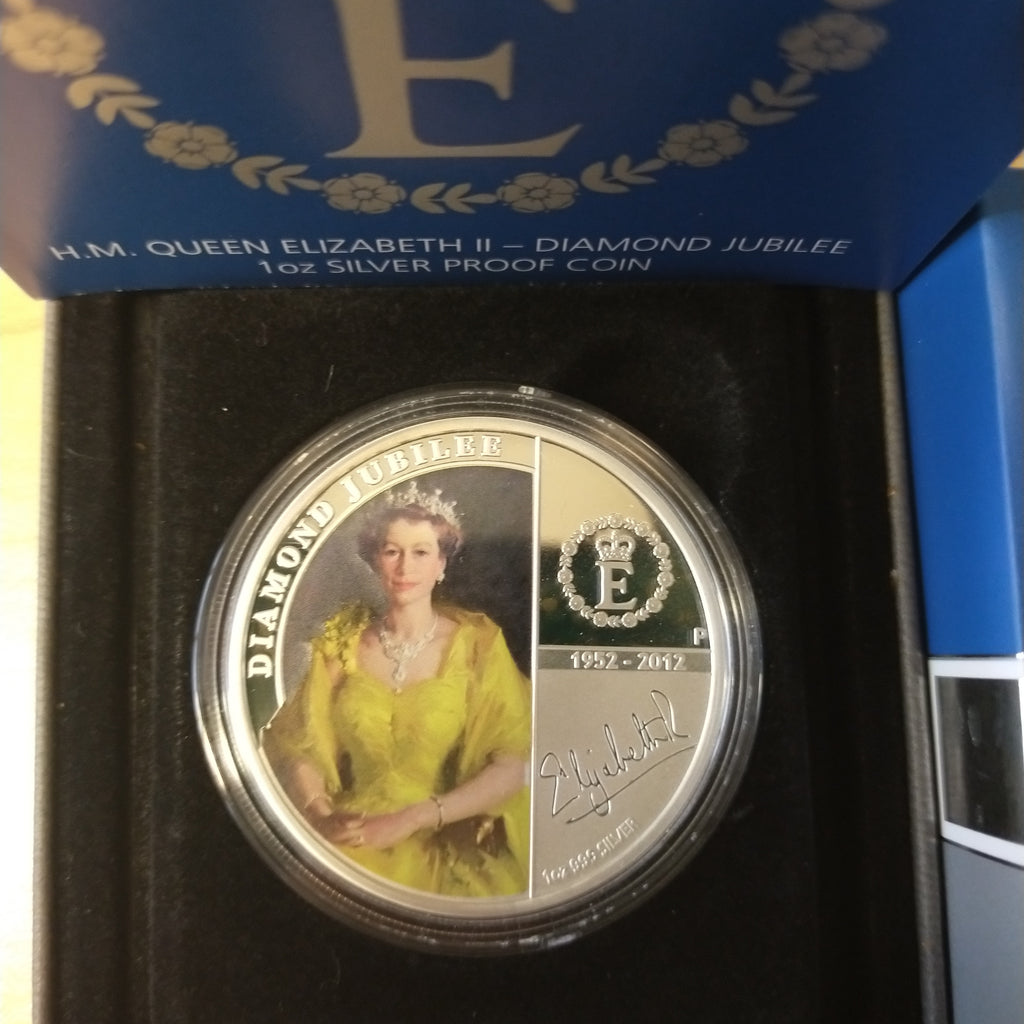 E
H.M. QUEEN ELIZABETH II – DIAMOND JUBILEE
1oz SILVER PROOF COIN
DIAMOND JUBILEE
E
P
1952 - 2012
Elizabeth R
1oz 999 SILVER